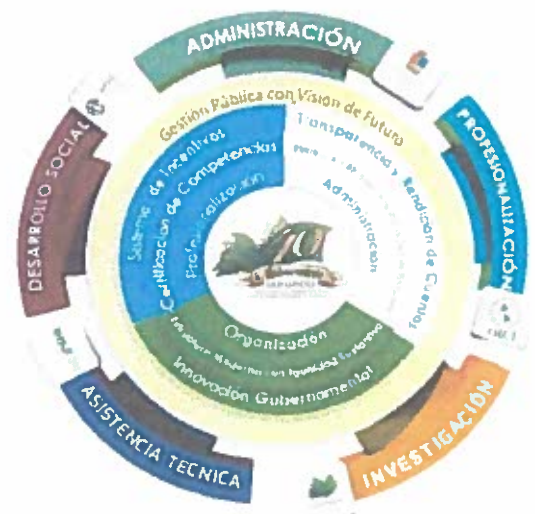 ADMINISTRACIÓN
PROFESIONALIZACIÓN
INVESTIGACIÓN
ASISTENCIA TECNICA
DESARROLLO SOCIAL
Gestión Pública con Visión de Futuro
Sistema de Incentivos
Certificación de Competencias
Profesionalización
Transparencia y Rendición de Cuentas
Administración
Organización
Innovación Gubernamental